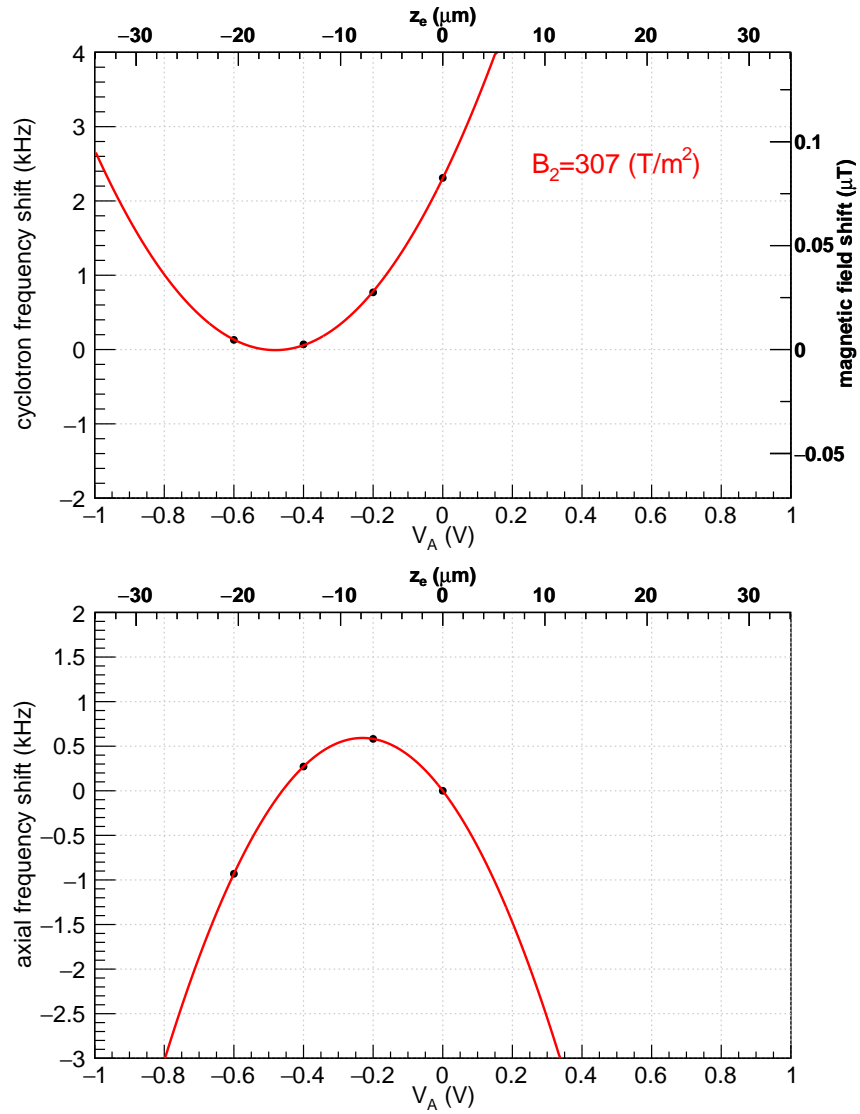 z_e (μm)
−30 −20 −10 0 10 20 30
4
3
2
1
0
−1
−2
cyclotron frequency shift (kHz)
B_2=307 (T/m^2)
0.1
0.05
0
−0.05
magnetic field shift (μT)
−1 −0.8 −0.6 −0.4 −0.2 0 0.2 0.4 0.6 0.8 1
V_A (V)
z_e (μm)
−30 −20 −10 0 10 20 30
2
1.5
1
0.5
0
−0.5
−1
−1.5
−2
−2.5
−3
axial frequency shift (kHz)
−1 −0.8 −0.6 −0.4 −0.2 0 0.2 0.4 0.6 0.8 1
V_A (V)